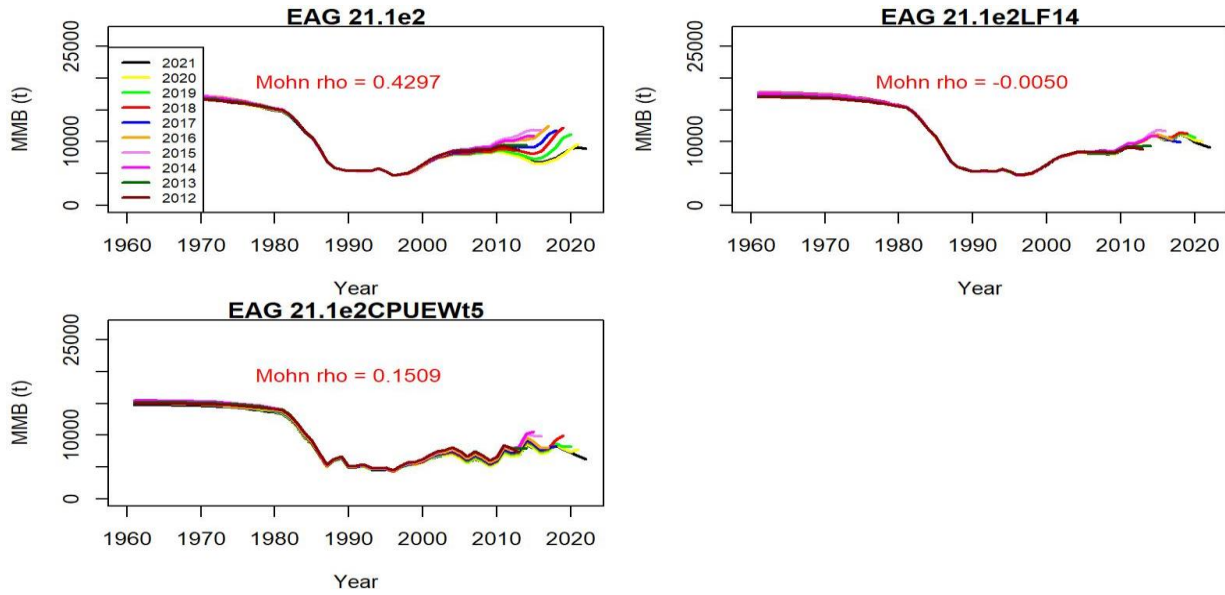 EAG 21.1e2
MMB (t)
25000
10000
0
2021
2020
2019
2018
2017
2016
2015
2014
2013
2012
Mohn rho = 0.4297
1960 1970 1980 1990 2000 2010 2020
Year
EAG 21.1e2LF14
MMB (t)
25000
10000
0
Mohn rho = -0.0050
1960 1970 1980 1990 2000 2010 2020
Year
EAG 21.1e2CPUEWt5
MMB (t)
25000
10000
0
Mohn rho = 0.1509
1960 1970 1980 1990 2000 2010 2020
Year